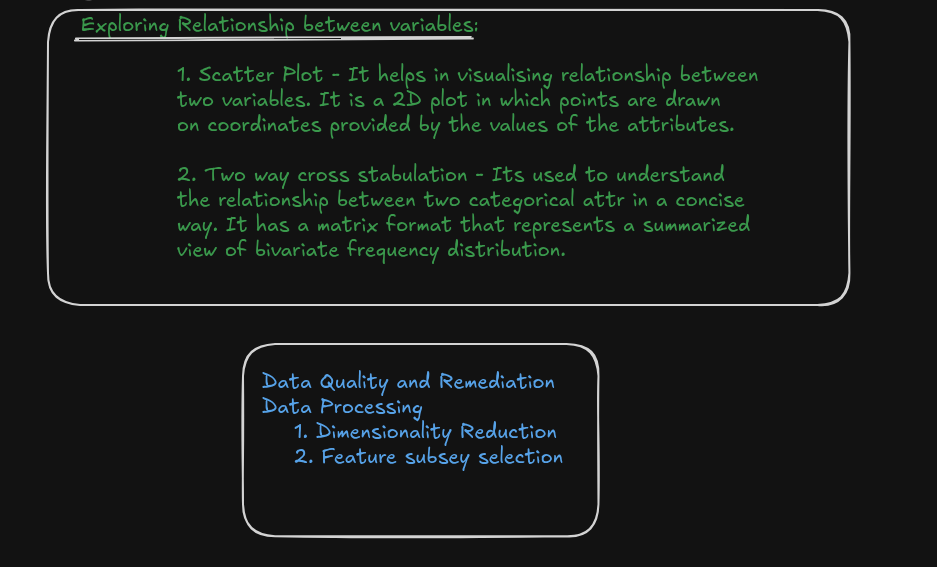 Exploring Relationship between variables:
1. Scatter Plot - It helps in visualising relationship between
two variables. It is a 2D plot in which points are drawn
on coordinates provided by the values of the attributes.
2. Two way cross stabulation - Its used to understand
the relationship between two categorical attr in a concise
way. It has a matrix format that represents a summarized
view of bivariate frequency distribution.
Data Quality and Remediation
Data Processing
1. Dimensionality Reduction
2. Feature subsey selection